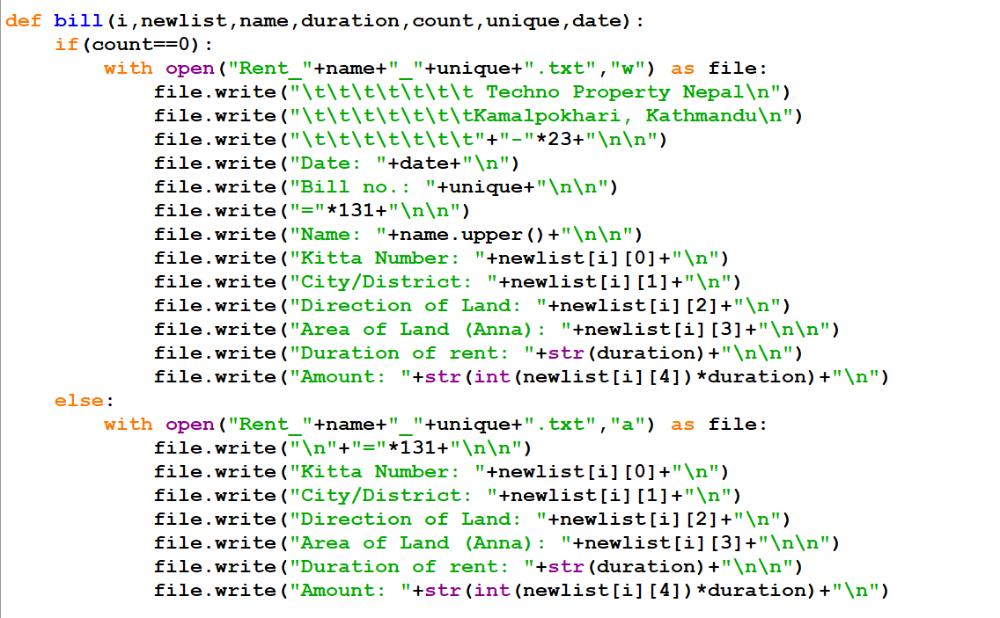 def bill(i,newlist,name,duration,count,unique,date):
    if(count==0):
        with open("Rent_"+name+"_"+unique+".txt","w") as file:
            file.write("\t\t\t\t\t\t\t Techno Property Nepal\n")
            file.write("\t\t\t\t\t\t\tKamalpokhari, Kathmandu\n")
            file.write("\t\t\t\t\t\t\t"+"-"*23+"\n\n")
            file.write("Date: "+date+"\n")
            file.write("Bill no.: "+unique+"\n\n")
            file.write("="*131+"\n\n")
            file.write("Name: "+name.upper()+"\n\n")
            file.write("Kitta Number: "+newlist[i][0]+"\n")
            file.write("City/District: "+newlist[i][1]+"\n")
            file.write("Direction of Land: "+newlist[i][2]+"\n")
            file.write("Area of Land (Anna): "+newlist[i][3]+"\n\n")
            file.write("Duration of rent: "+str(duration)+"\n\n")
            file.write("Amount: "+str(int(newlist[i][4])*duration)+"\n")
    else:
        with open("Rent_"+name+"_"+unique+".txt","a") as file:
            file.write("\n"+"="*131+"\n\n")
            file.write("Kitta Number: "+newlist[i][0]+"\n")
            file.write("City/District: "+newlist[i][1]+"\n")
            file.write("Direction of Land: "+newlist[i][2]+"\n")
            file.write("Area of Land (Anna): "+newlist[i][3]+"\n\n")
            file.write("Duration of rent: "+str(duration)+"\n\n")
            file.write("Amount: "+str(int(newlist[i][4])*duration)+"\n")